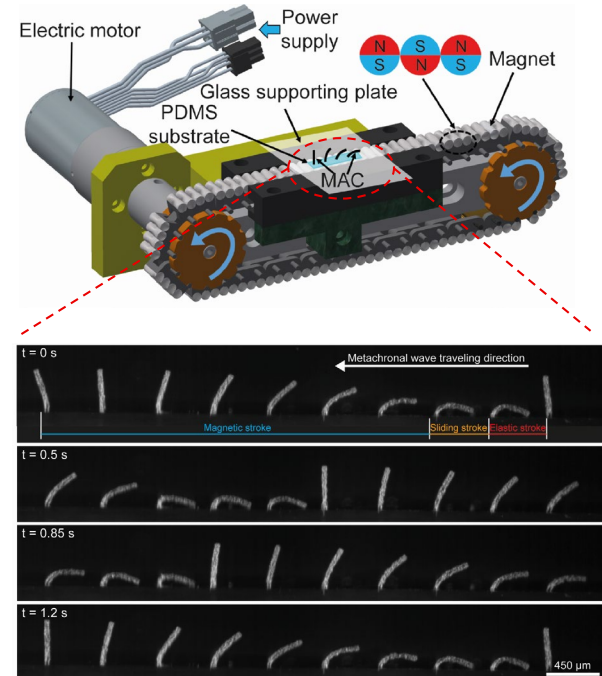 Power
supply
Electric motor
N S N
S N S
Magnet
Glass supporting plate
PDMS
substrate
MAC
t = 0 s
Metachronal wave traveling direction
Magnetic stroke
Sliding stroke
Elastic stroke
t = 0.5 s
t = 0.85 s
t = 1.2 s
450 μm